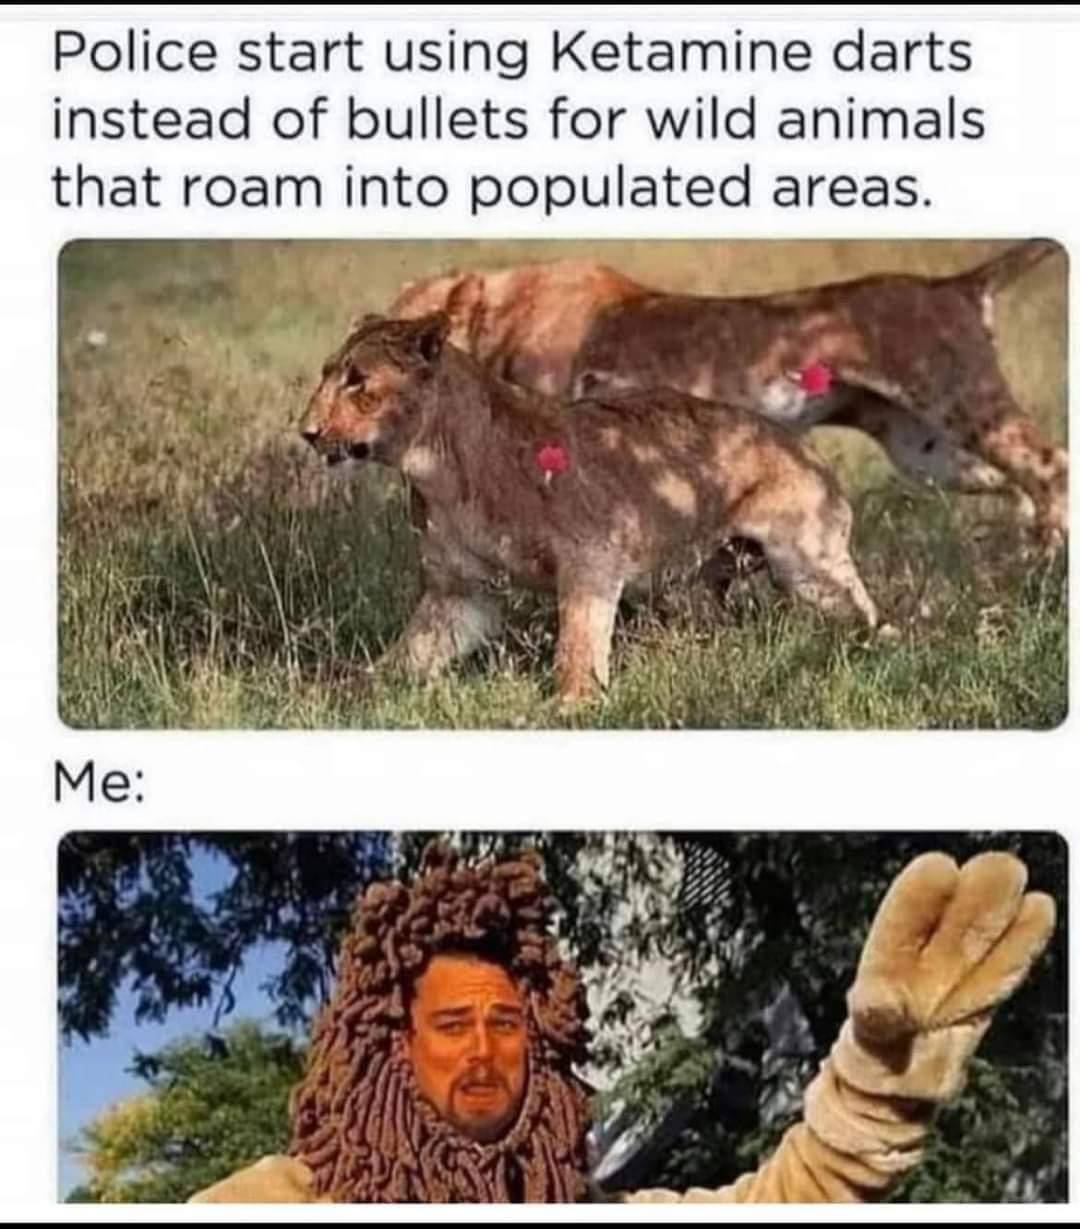 Police start using Ketamine darts
instead of bullets for wild animals
that roam into populated areas.
Me: